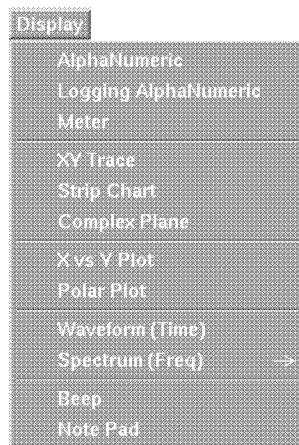 Display
AlphaNumeric
Logging AlphaNumeric
Meter
XY Trace
Strip Chart
Complex Plane
X vs Y Plot
Polar Plot
Waveform (Time)
Spectrum (Freq) →
Beep
Note Pad